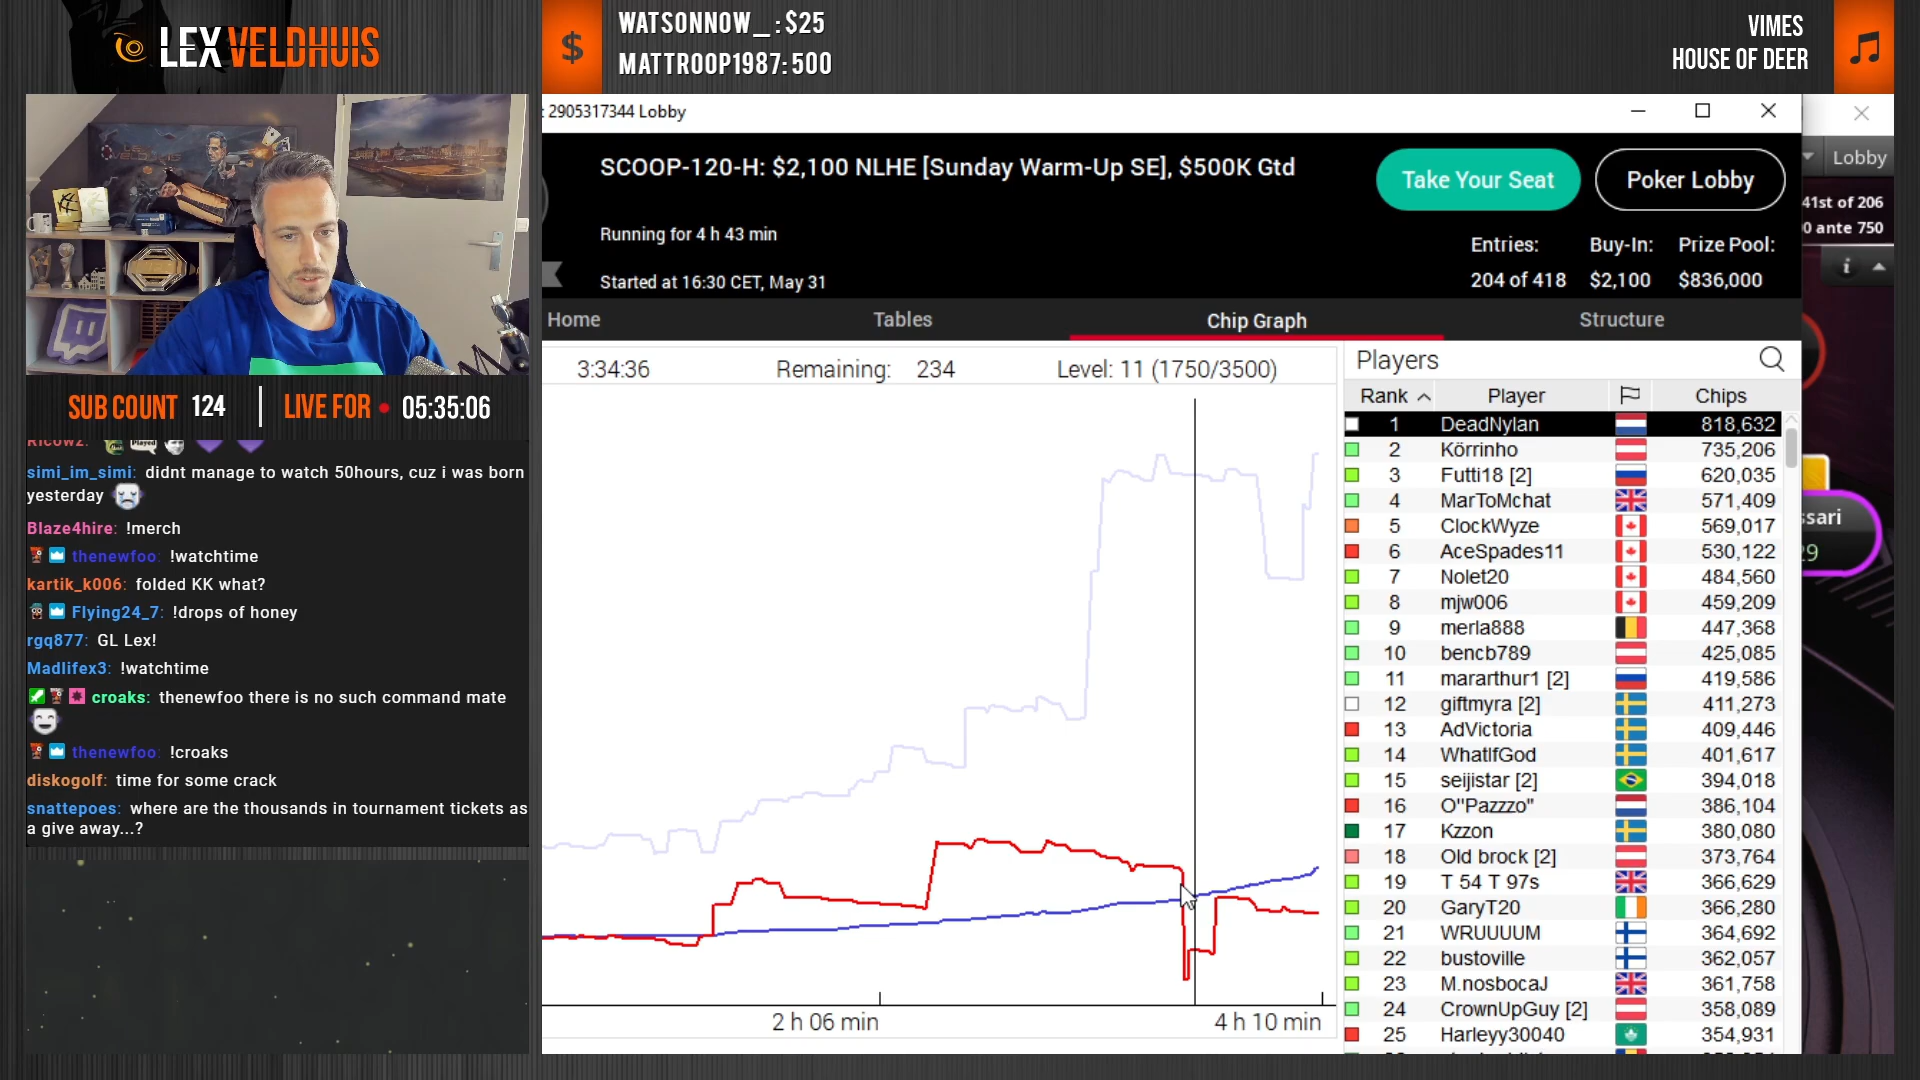 LEX VELDHUIS
$
WATSONNOW_: $25
MATTROOP1987: 500
VIMES
HOUSE OF DEER
: 2905317344 Lobby
SCOOP-120-H: $2,100 NLHE [Sunday Warm-Up SE], $500K Gtd
Take Your Seat
Poker Lobby
Lobby
41st of 206
0 ante 750
Running for 4 h 43 min
Started at 16:30 CET, May 31
Entries: Buy-In: Prize Pool:
204 of 418 $2,100 $836,000
Home Tables Chip Graph Structure
3:34:36 Remaining: 234 Level: 11 (1750/3500)
Players
Rank Player Chips
1 DeadNylan 818,632
2 Körrinho 735,206
3 Futti18 [2] 620,035
4 MarToMchat 571,409
5 ClockWyze 569,017
6 AceSpades11 530,122
7 Nolet20 484,560
8 mjw006 459,209
9 merla888 447,368
10 bencb789 425,085
11 mararthur1 [2] 419,586
12 giftmyra [2] 411,273
13 AdVictoria 409,446
14 WhatIfGod 401,617
15 seijistar [2] 394,018
16 O"Pazzzo" 386,104
17 Kzzon 380,080
18 Old brock [2] 373,764
19 T 54 T 97s 366,629
20 GaryT20 366,280
21 WRUUUUM 364,692
22 bustoville 362,057
23 M.nosbocaJ 361,758
24 CrownUpGuy [2] 358,089
25 Harleyy30040 354,931
2 h 06 min
4 h 10 min
ssari
29
SUB COUNT 124
LIVE FOR 05:35:06
simi_im_simi: didnt manage to watch 50hours, cuz i was born
yesterday
Blaze4hire: !merch
thenewfoo: !watchtime
kartik_k006: folded KK what?
Flying24_7: !drops of honey
rgq877: GL Lex!
Madlifex3: !watchtime
croaks: thenewfoo there is no such command mate
thenewfoo: !croaks
diskogolf: time for some crack
snattepoes: where are the thousands in tournament tickets as
a give away...?